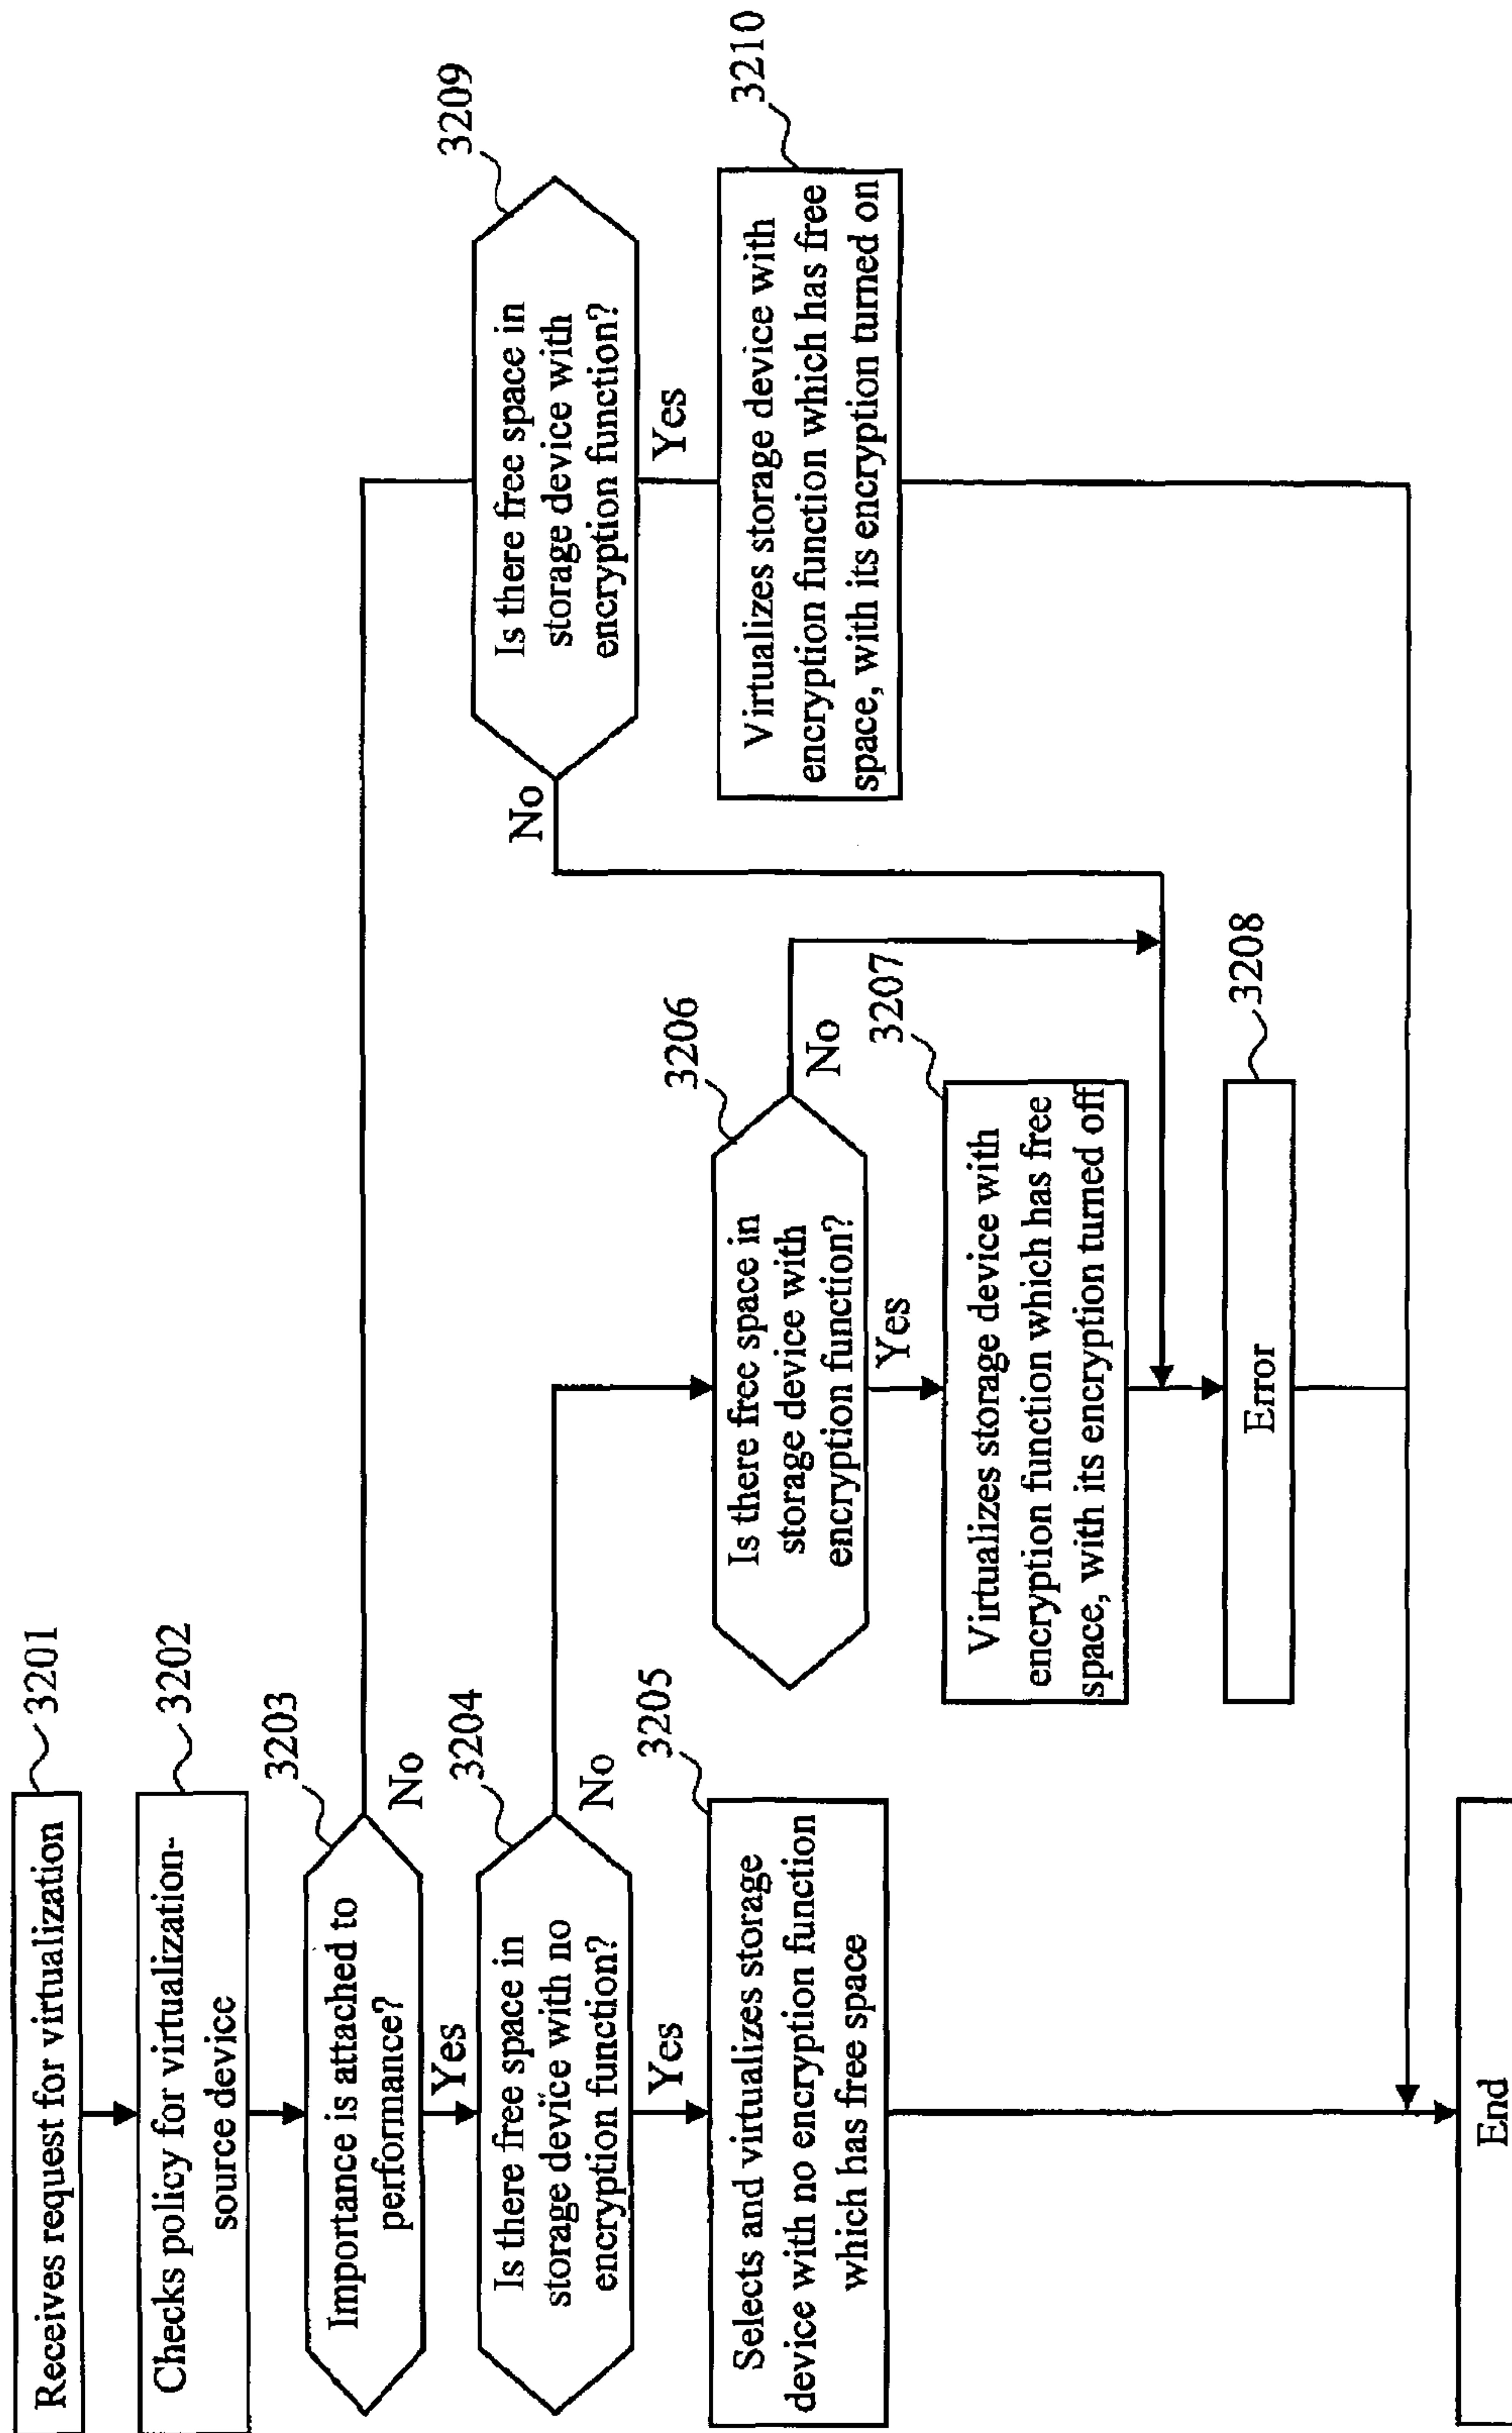 Receives request for virtualization
3201
Checks policy for virtualization-
source device
3202
Importance is attached to
performance?
3203
No
Yes
Is there free space in
storage device with no
encryption function?
3204
No
Yes
Selects and virtualizes storage
device with no encryption function
which has free space
3205
Is there free space in
storage device with
encryption function?
3206
No
Yes
Virtualizes storage device with
encryption function which has free
space, with its encryption turned off
3207
Error
3208
Is there free space in
storage device with
encryption function?
3209
No
Yes
Virtualizes storage device with
encryption function which has free
space, with its encryption turned on
3210
End